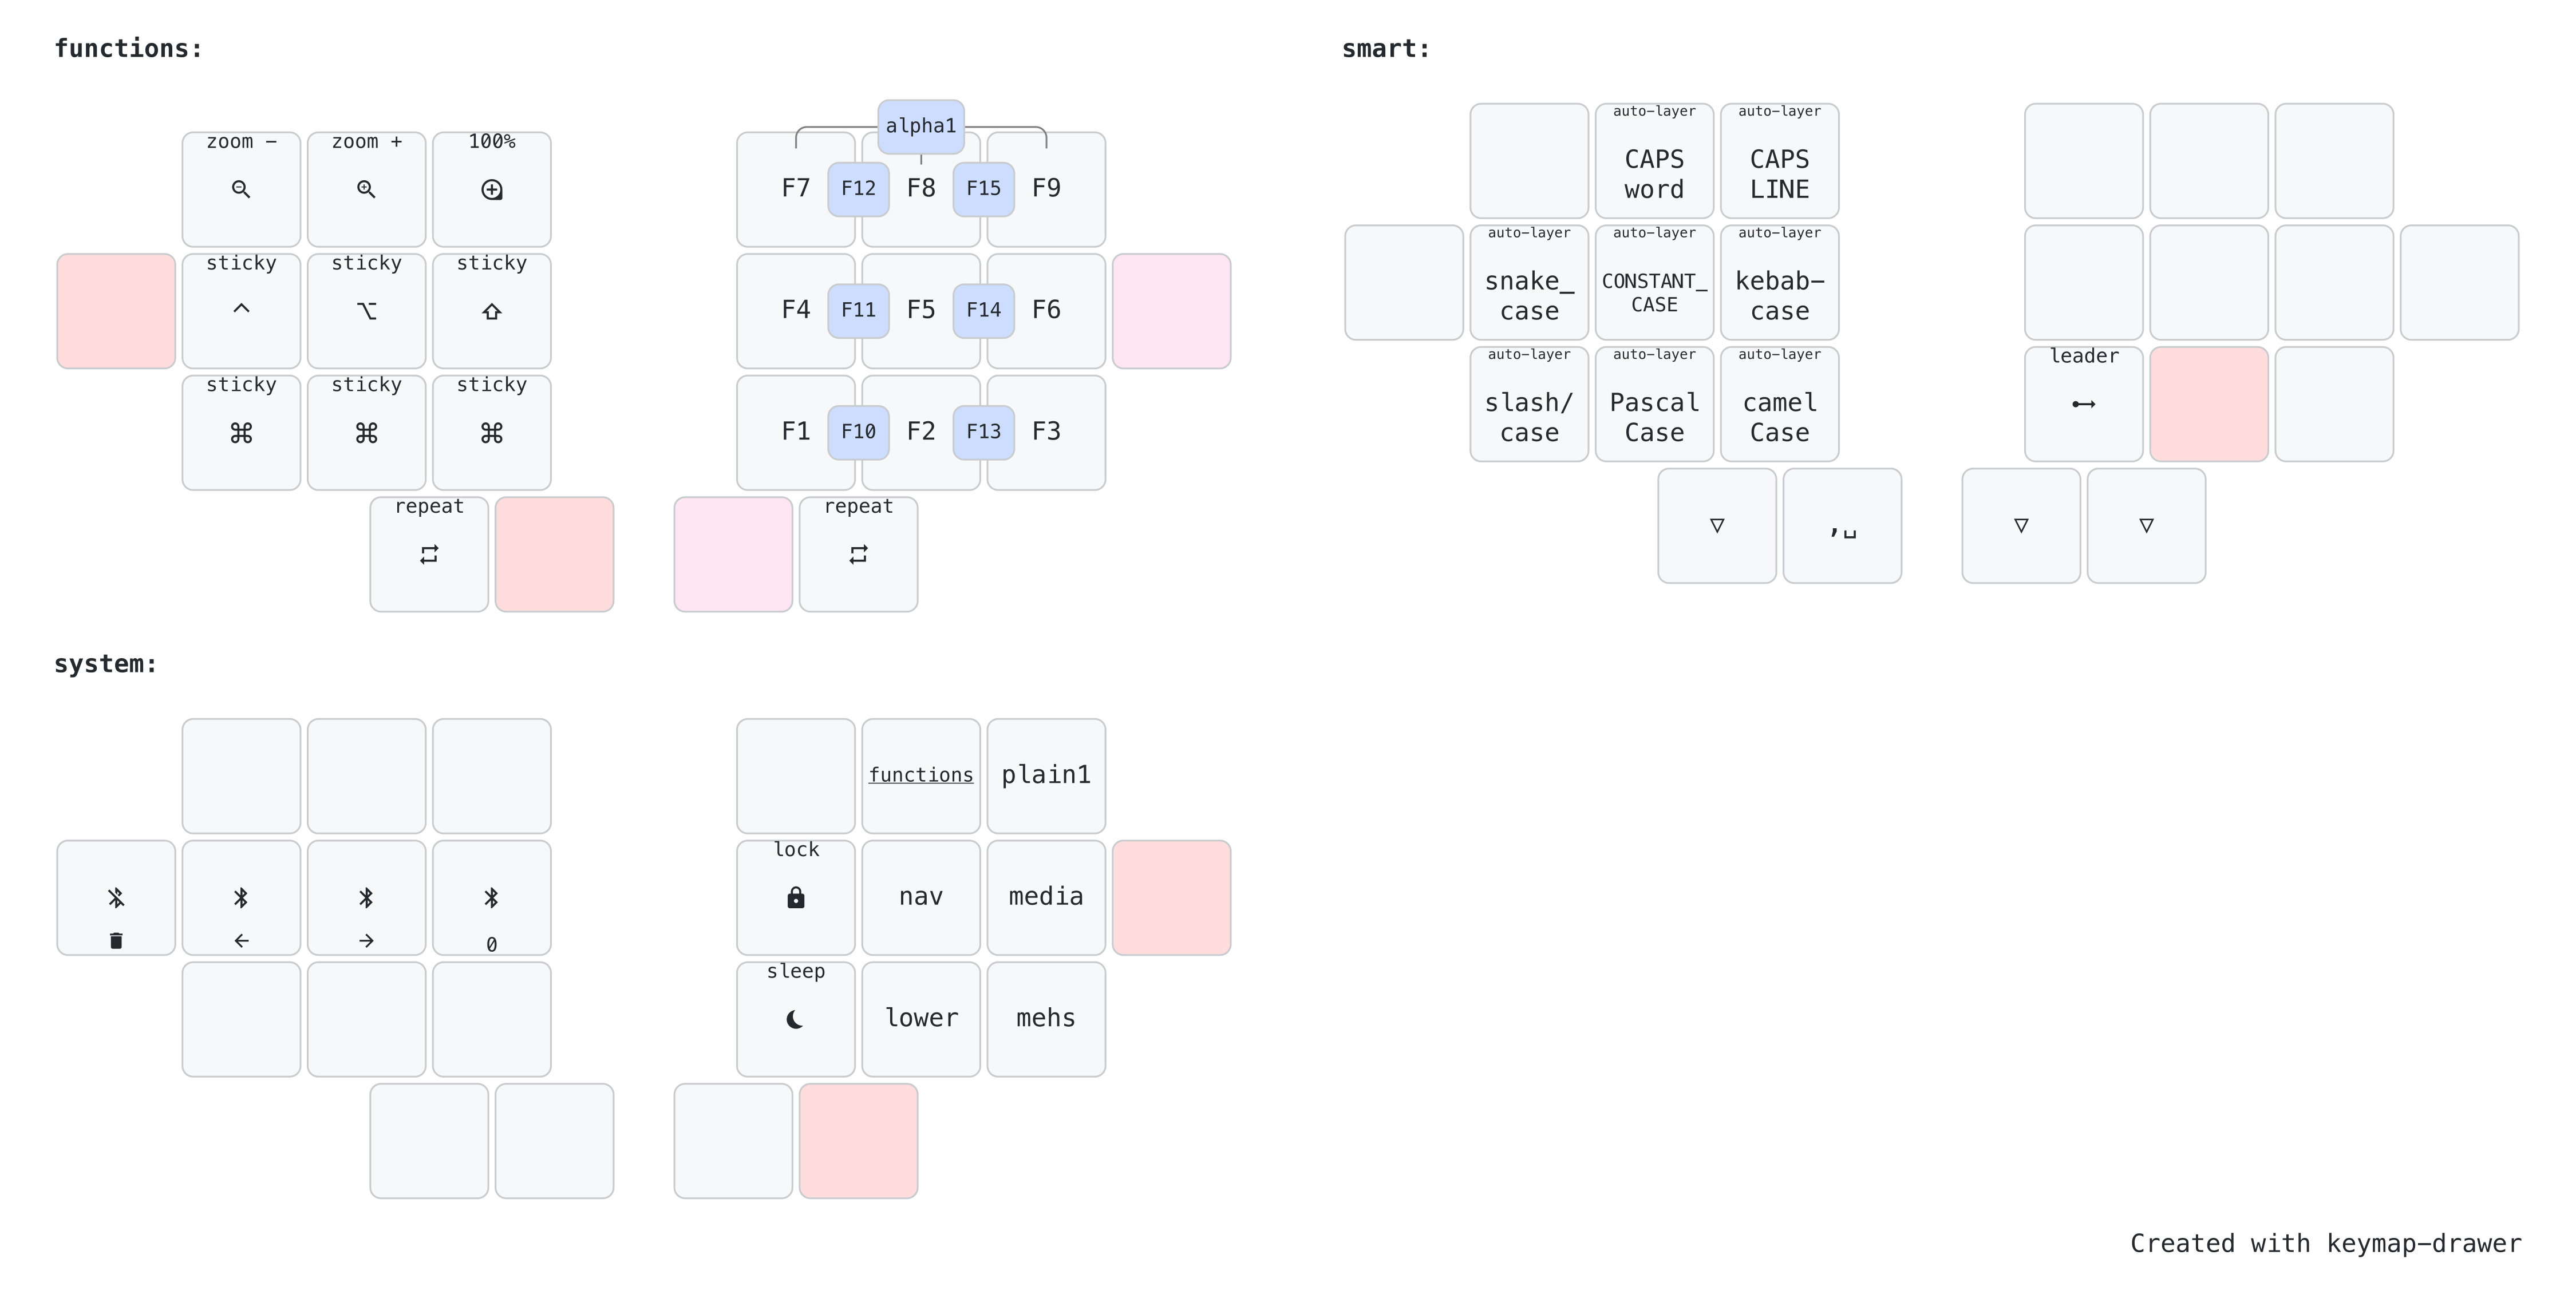 functions:
zoom − zoom + 100%
alpha1
F7 F12 F8 F15 F9
sticky sticky sticky
^ ⌥ ⇧
F4 F11 F5 F14 F6
sticky sticky sticky
⌘ ⌘ ⌘
F1 F10 F2 F13 F3
repeat repeat
smart:
auto−layer auto−layer
CAPS CAPS
word LINE
auto−layer auto−layer auto−layer
snake_ CONSTANT_ kebab−
case CASE case
auto−layer auto−layer auto−layer leader
slash/ Pascal camel
case Case Case
▽ ,␣ ▽ ▽
system:
functions plain1
lock
nav media
← → 0
sleep
lower mehs
Created with keymap−drawer